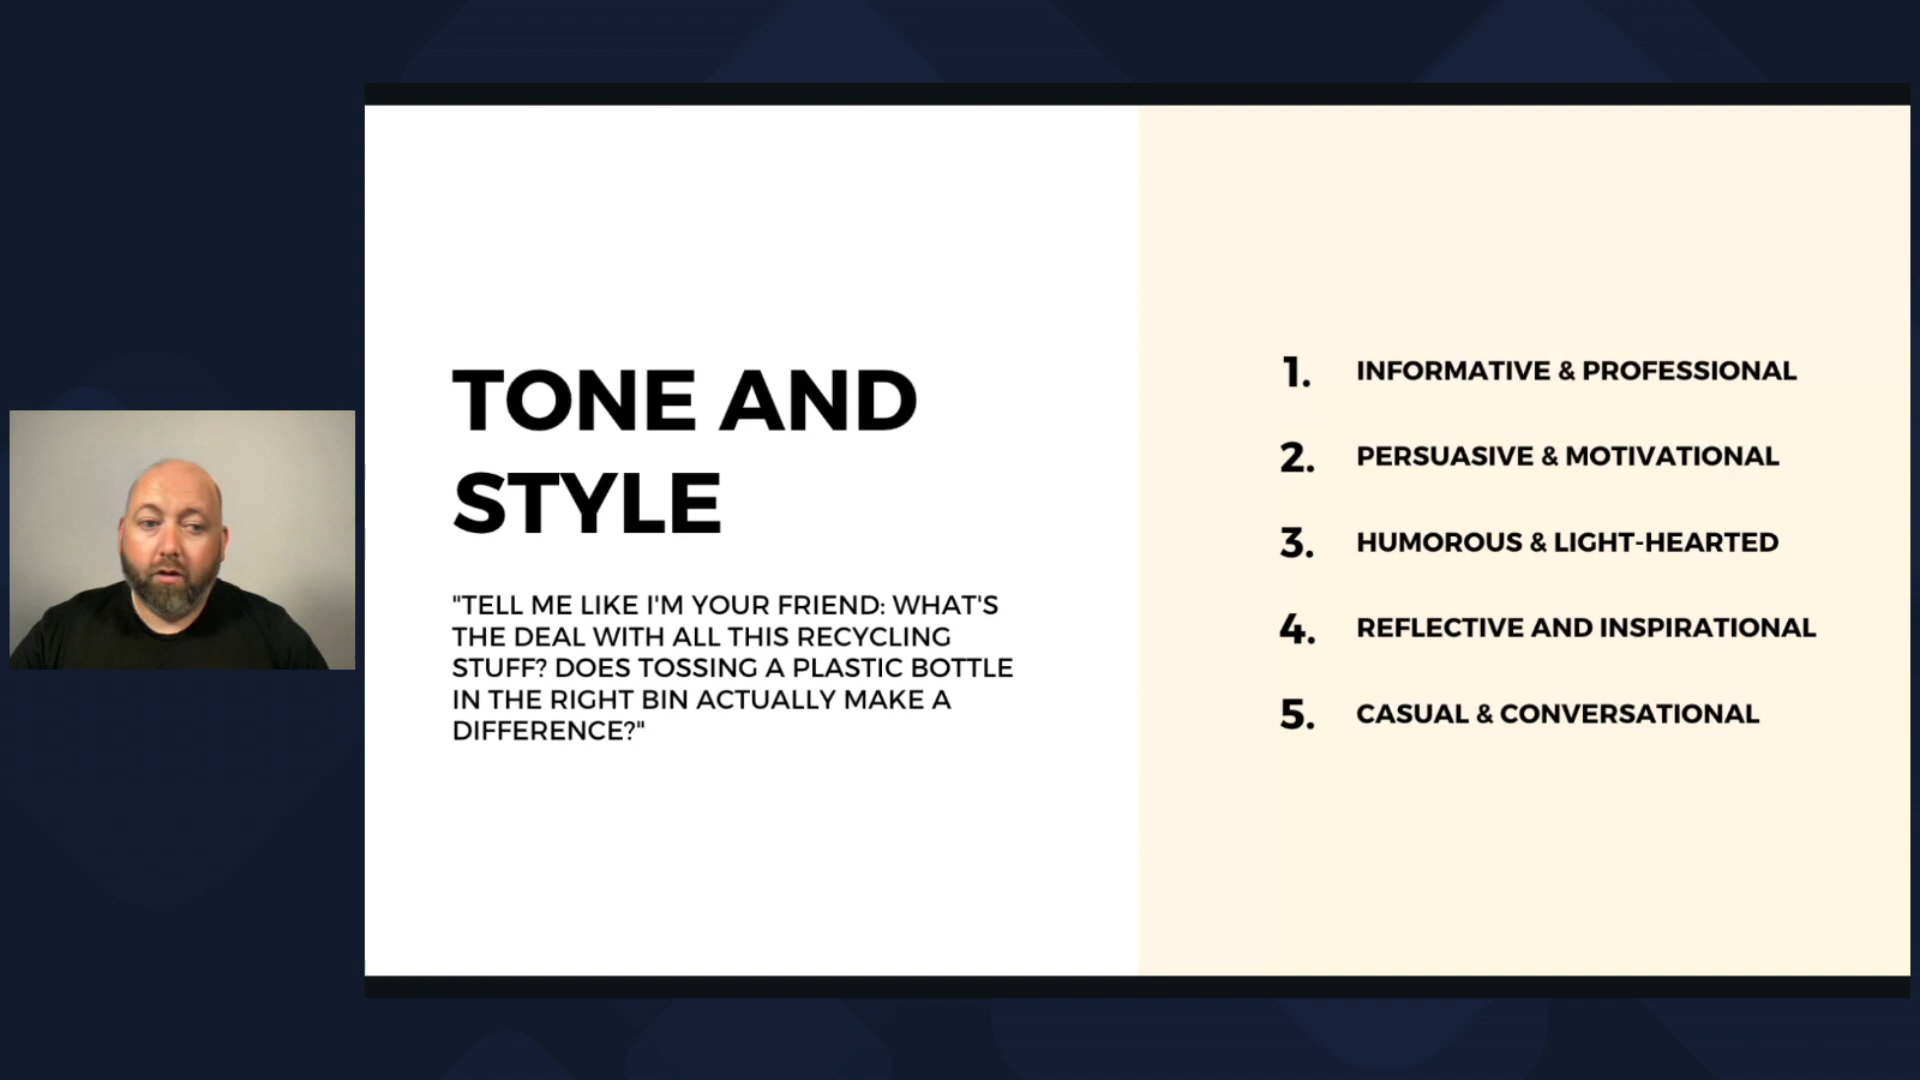 TONE AND
STYLE
"TELL ME LIKE I'M YOUR FRIEND: WHAT'S
THE DEAL WITH ALL THIS RECYCLING
STUFF? DOES TOSSING A PLASTIC BOTTLE
IN THE RIGHT BIN ACTUALLY MAKE A
DIFFERENCE?"
1. INFORMATIVE & PROFESSIONAL
2. PERSUASIVE & MOTIVATIONAL
3. HUMOROUS & LIGHT-HEARTED
4. REFLECTIVE AND INSPIRATIONAL
5. CASUAL & CONVERSATIONAL